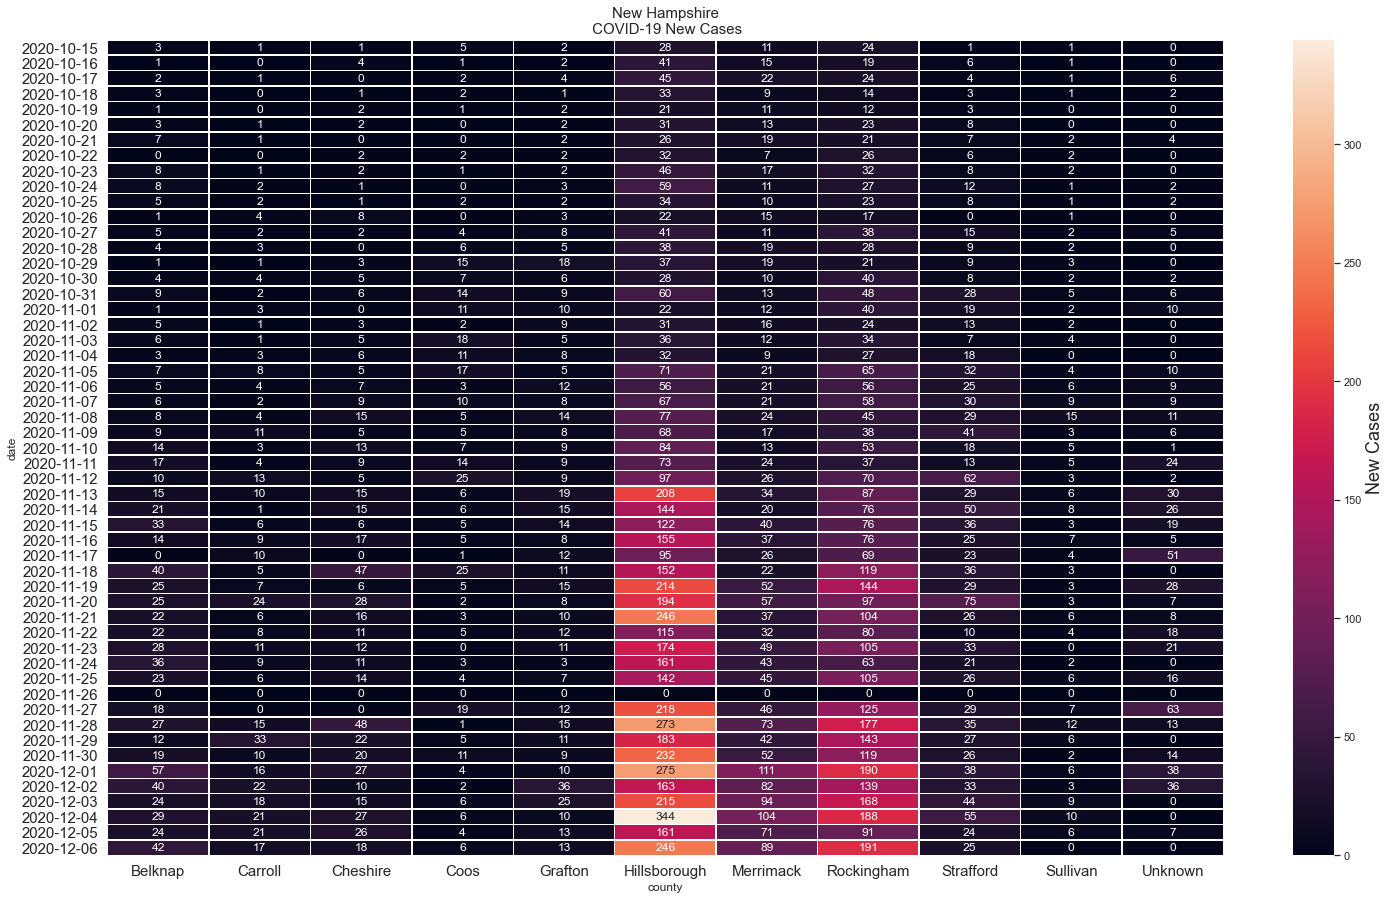 New Hampshire
COVID-19 New Cases
2020-10-15 3 1 1 5 2 28 11 24 1 1 0
2020-10-16 1 0 4 1 2 41 15 19 6 1 0
2020-10-17 2 1 0 2 4 45 22 24 4 1 6
2020-10-18 3 0 1 2 1 33 9 14 3 1 2
2020-10-19 1 0 2 1 2 21 11 12 3 0 0
2020-10-20 3 1 2 0 2 31 13 23 8 0 0
2020-10-21 7 1 0 0 2 26 19 21 7 2 4
2020-10-22 0 0 2 2 2 32 7 26 6 2 0
2020-10-23 8 1 2 1 2 46 17 32 8 2 0
2020-10-24 8 2 1 0 3 59 11 27 12 1 2
2020-10-25 5 2 1 2 2 34 10 23 8 1 2
2020-10-26 1 4 8 0 3 22 15 17 0 1 0
2020-10-27 5 2 2 4 8 41 11 38 15 2 5
2020-10-28 4 3 0 6 5 38 19 28 9 2 0
2020-10-29 1 1 3 15 18 37 19 21 9 3 0
2020-10-30 4 4 5 7 6 28 10 40 8 2 2
2020-10-31 9 2 6 14 9 60 13 48 28 5 6
2020-11-01 1 3 0 11 10 22 12 40 19 2 10
2020-11-02 5 1 3 2 9 31 16 24 13 2 0
2020-11-03 6 1 5 18 5 36 12 34 7 4 0
2020-11-04 3 3 6 11 8 32 9 27 18 0 0
2020-11-05 7 8 5 17 5 71 21 65 32 4 10
2020-11-06 5 4 7 3 12 56 21 56 25 6 9
2020-11-07 6 2 9 10 8 67 21 58 30 9 9
2020-11-08 8 4 15 5 14 77 24 45 29 15 11
2020-11-09 9 11 5 5 8 68 17 38 41 3 6
2020-11-10 14 3 13 7 9 84 13 53 18 5 1
2020-11-11 17 4 9 14 9 73 24 37 13 5 24
2020-11-12 10 13 5 25 9 97 26 70 62 3 2
2020-11-13 15 10 15 6 19 208 34 87 29 6 30
2020-11-14 21 1 15 6 15 144 20 76 50 8 26
2020-11-15 33 6 6 5 14 122 40 76 36 3 19
2020-11-16 14 9 17 5 8 155 37 76 25 7 5
2020-11-17 0 10 0 1 12 95 26 69 23 4 51
2020-11-18 40 5 47 25 11 152 22 119 36 3 0
2020-11-19 25 7 6 5 15 214 52 144 29 3 28
2020-11-20 25 24 28 2 8 194 57 97 75 3 7
2020-11-21 22 6 16 3 10 246 37 104 26 6 8
2020-11-22 22 8 11 5 12 115 32 80 10 4 18
2020-11-23 28 11 12 0 11 174 49 105 33 0 21
2020-11-24 36 9 11 3 3 161 43 63 21 2 0
2020-11-25 23 6 14 4 7 142 45 105 26 6 16
2020-11-26 0 0 0 0 0 0 0 0 0 0 0
2020-11-27 18 0 0 19 12 218 46 125 29 7 63
2020-11-28 27 15 48 1 15 273 73 177 35 12 13
2020-11-29 12 33 22 5 11 183 42 143 27 6 0
2020-11-30 19 10 20 11 9 232 52 119 26 2 14
2020-12-01 57 16 27 4 10 275 111 190 38 6 38
2020-12-02 40 22 10 2 36 163 82 139 33 3 36
2020-12-03 24 18 15 6 25 215 94 168 44 9 0
2020-12-04 29 21 27 6 10 344 104 188 55 10 0
2020-12-05 24 21 26 4 13 161 71 91 24 6 7
2020-12-06 42 17 18 6 13 246 89 191 25 0 0
Belknap Carroll Cheshire Coos Grafton Hillsborough Merrimack Rockingham Strafford Sullivan Unknown
county
date
300
250
200
150
100
50
0
New Cases